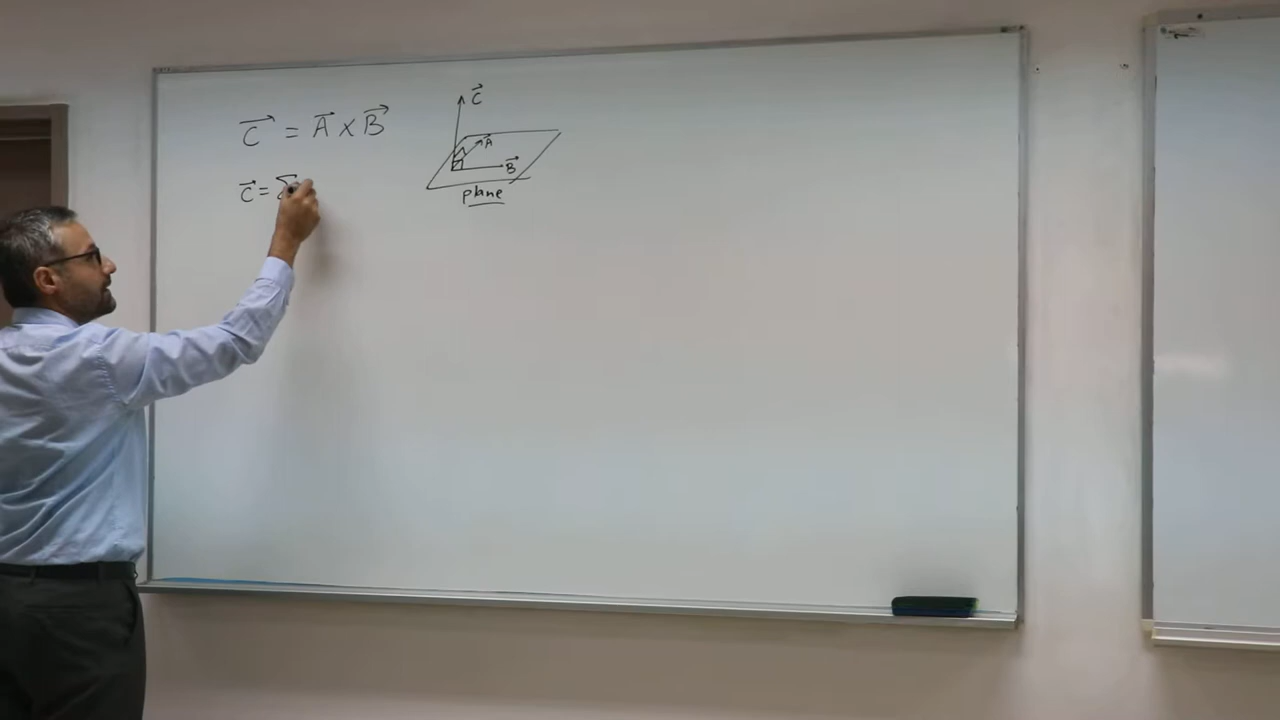 C⃗ = A⃗ × B⃗
C⃗ = Σ
C⃗
A⃗
B⃗
plane